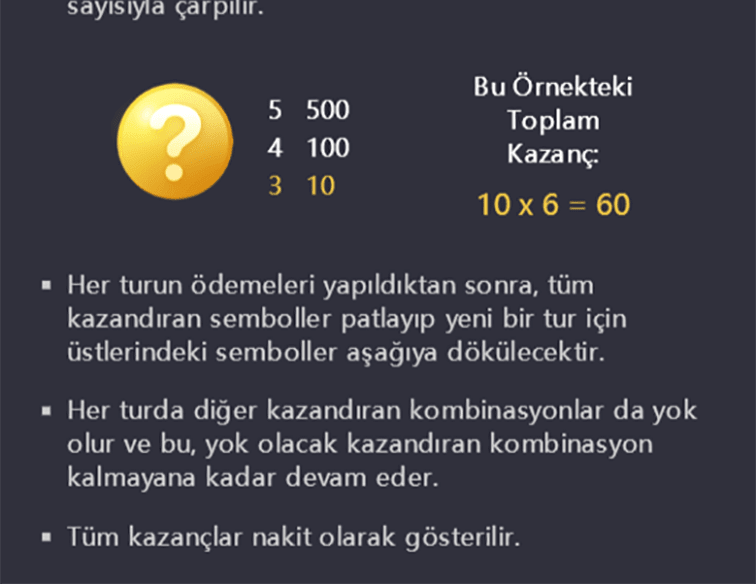 sayısıyla çarpılır.
?
5 500
4 100
3 10
Bu Örnekteki
Toplam
Kazanç:
10 x 6 = 60
▪ Her turun ödemeleri yapıldıktan sonra, tüm
kazandıran semboller patlayıp yeni bir tur için
üstlerindeki semboller aşağıya dökülecektir.
▪ Her turda diğer kazandıran kombinasyonlar da yok
olur ve bu, yok olacak kazandıran kombinasyon
kalmayana kadar devam eder.
▪ Tüm kazançlar nakit olarak gösterilir.